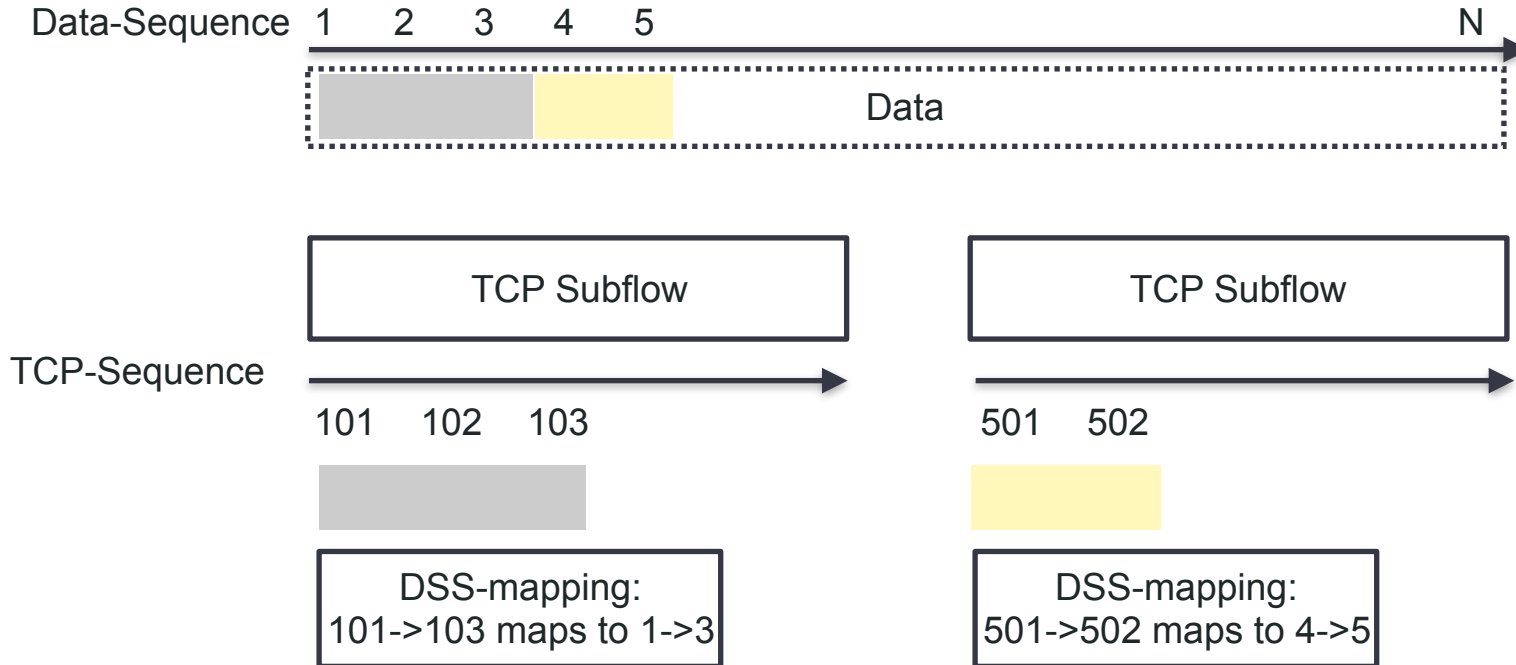 Data-Sequence 1 2 3 4 5 N
Data
TCP Subflow TCP Subflow
TCP-Sequence
101 102 103 501 502
DSS-mapping:
101->103 maps to 1->3
DSS-mapping:
501->502 maps to 4->5